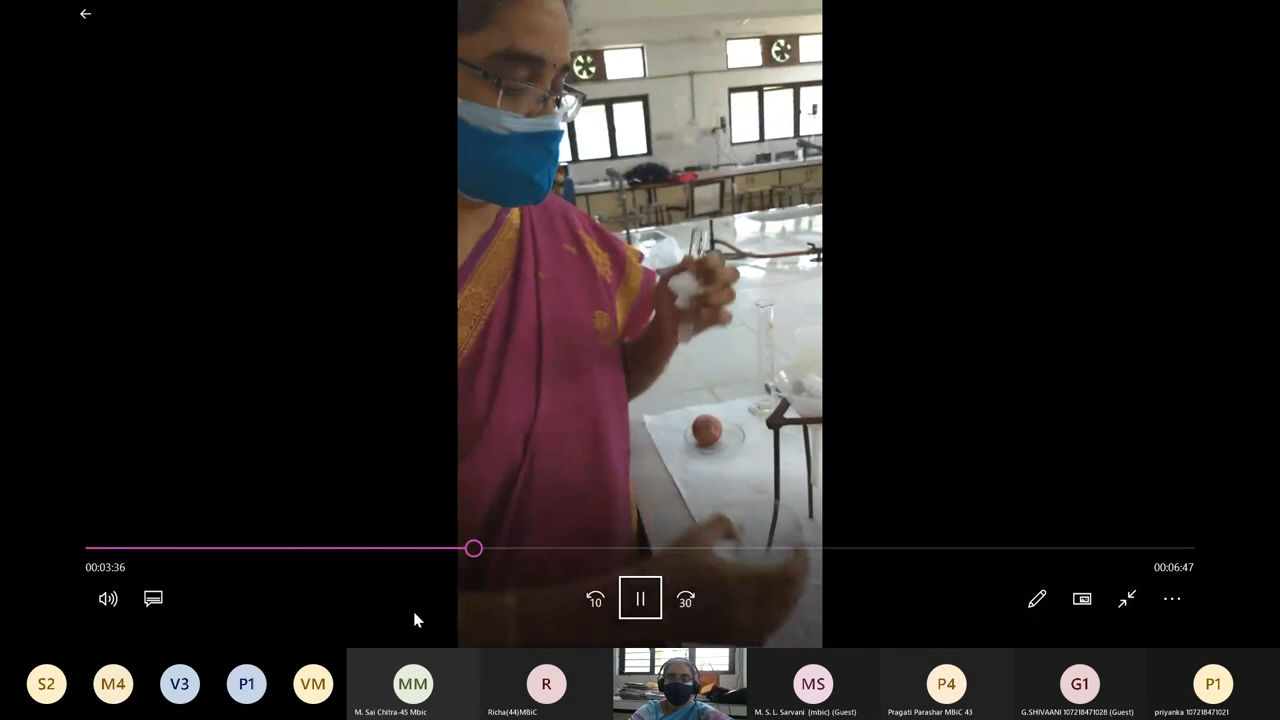 00:03:36
00:06:47
10
30
S2
M4
V3
P1
VM
MM
M. Sai Chitra-45 Mbic
R
Richa(44)MBiC
MS
M. S. L. Sarvani (mbic) (Guest)
P4
Pragati Parashar MBiC 43
G1
G.SHIVAANI 107218471028 (Guest)
P1
priyanka 107218471021